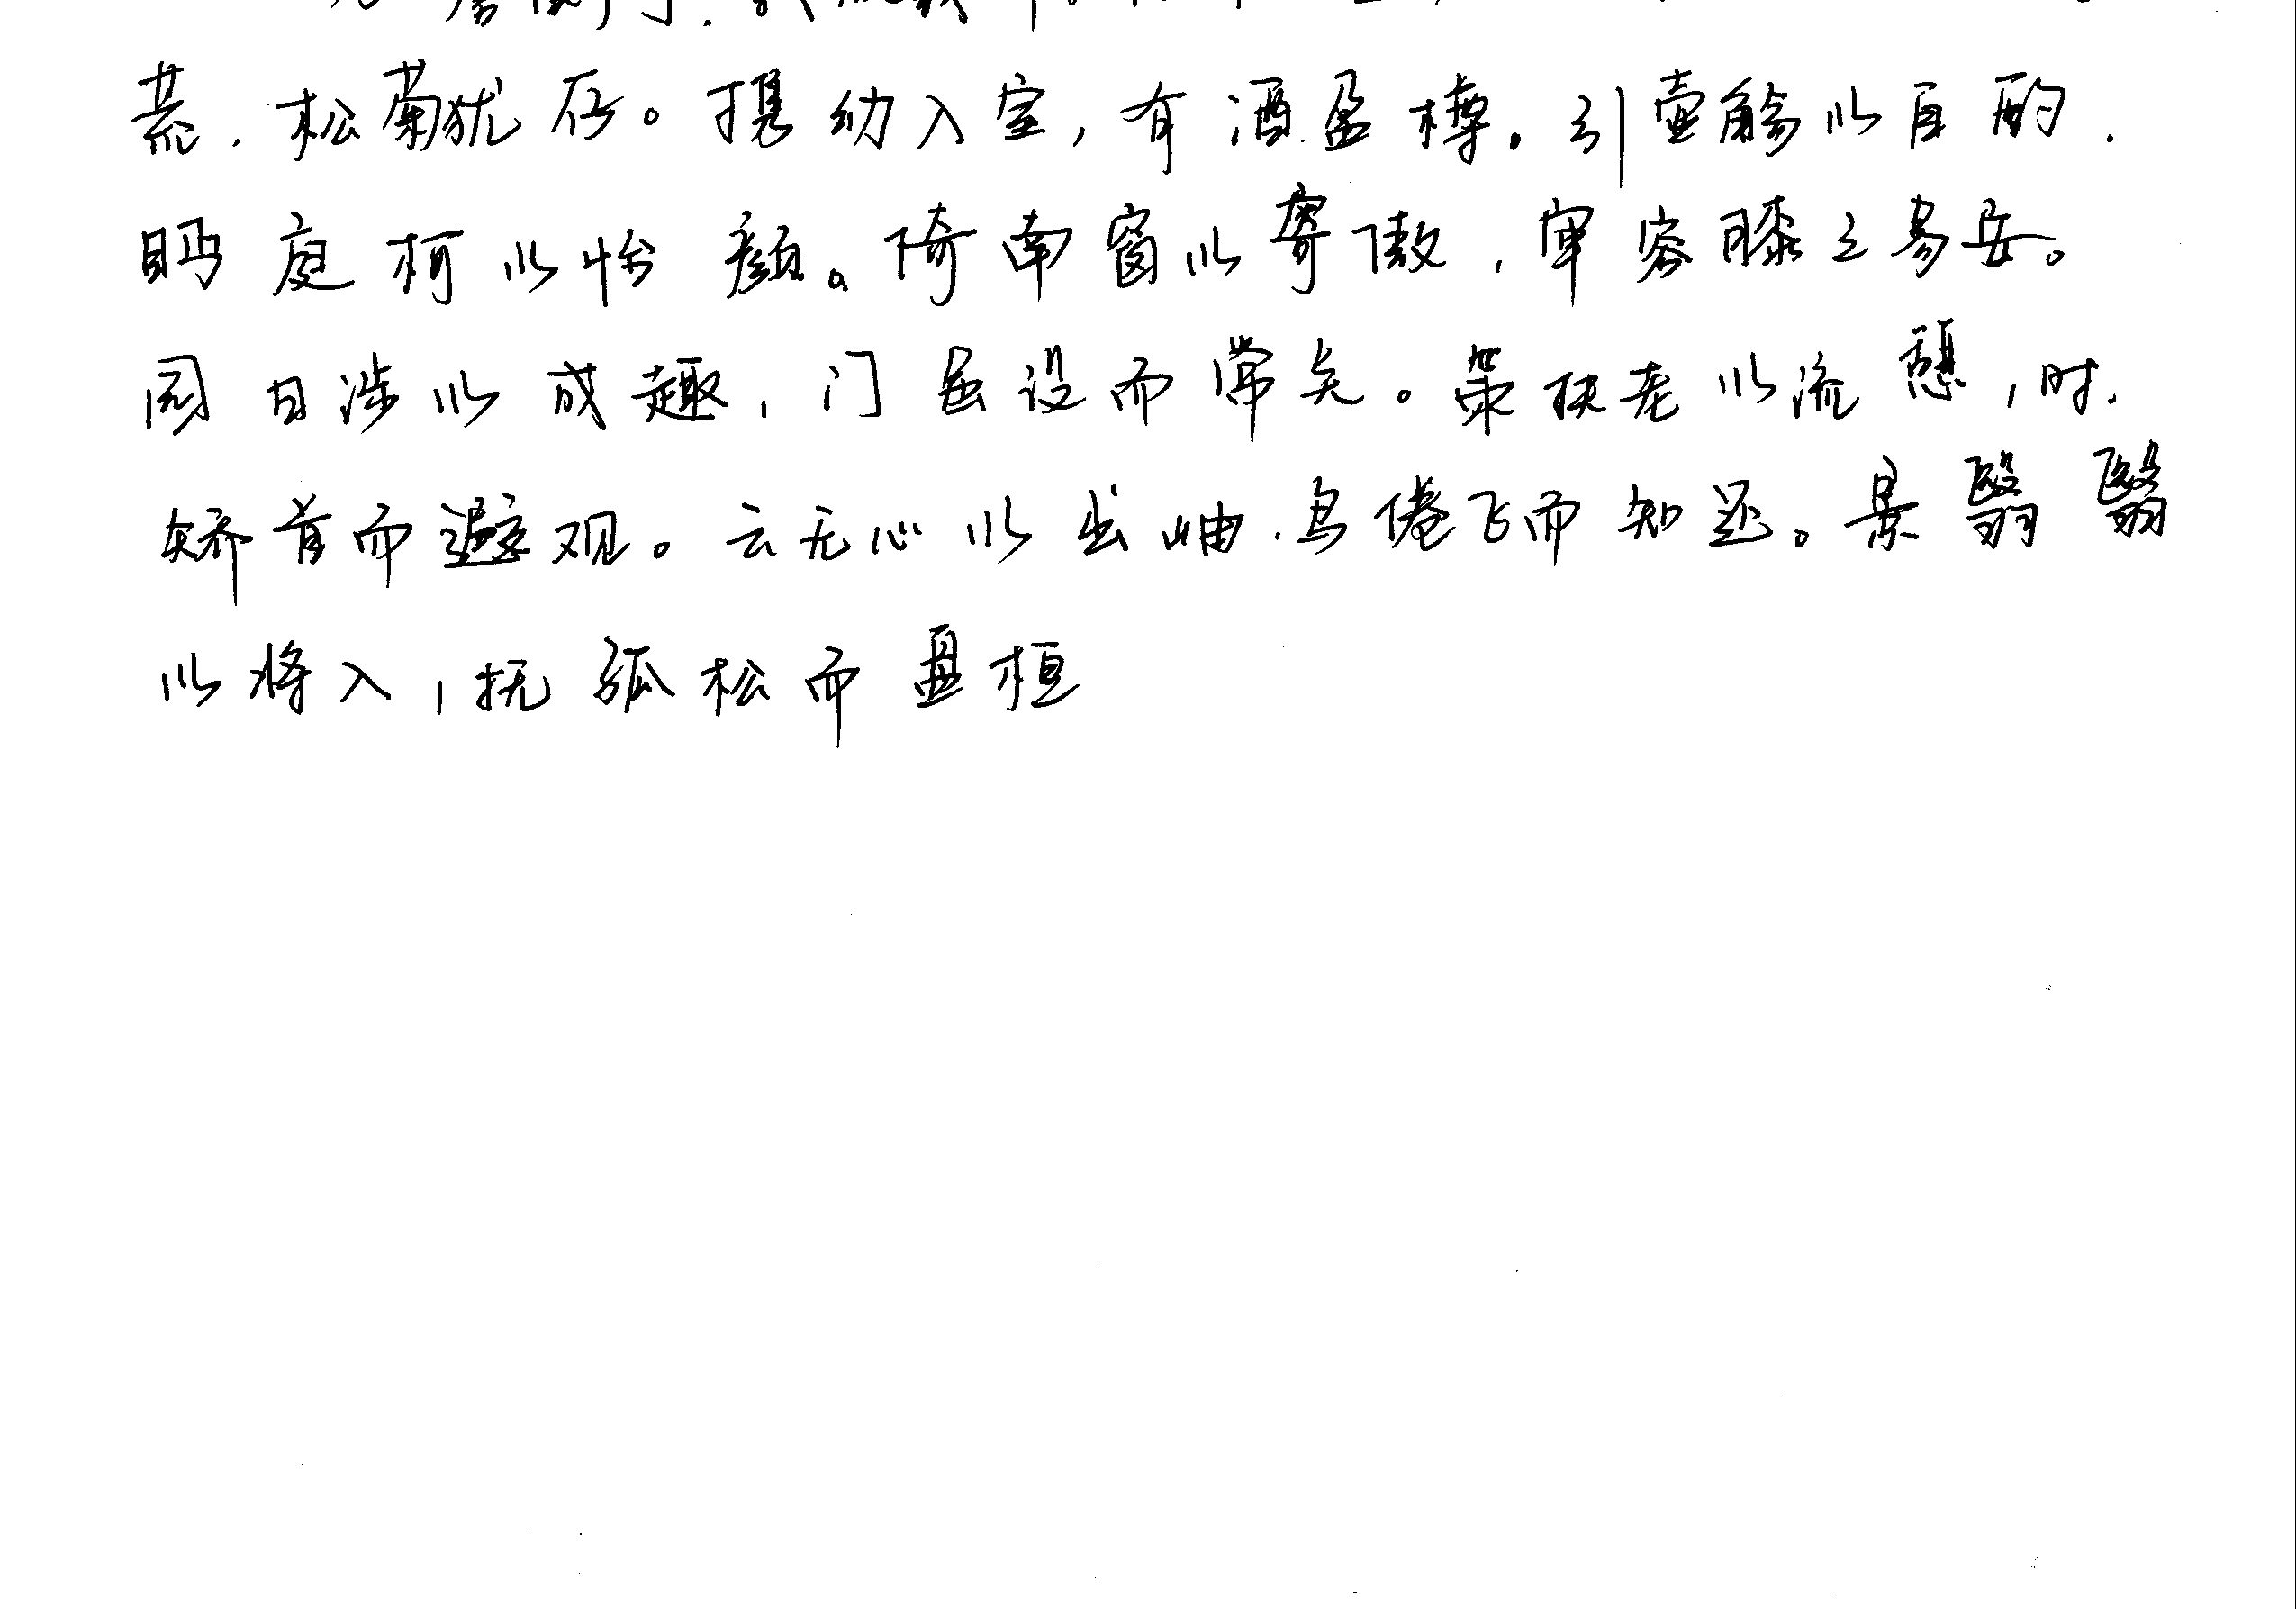 荒，松菊犹存。携幼入室，有酒盈樽。引壶觞以自酌，
眄庭柯以怡颜。倚南窗以寄傲，审容膝之易安。
园日涉以成趣，门虽设而常关。策扶老以流憩，时
矫首而遐观。云无心以出岫，鸟倦飞而知还。景翳翳
以将入，抚孤松而盘桓